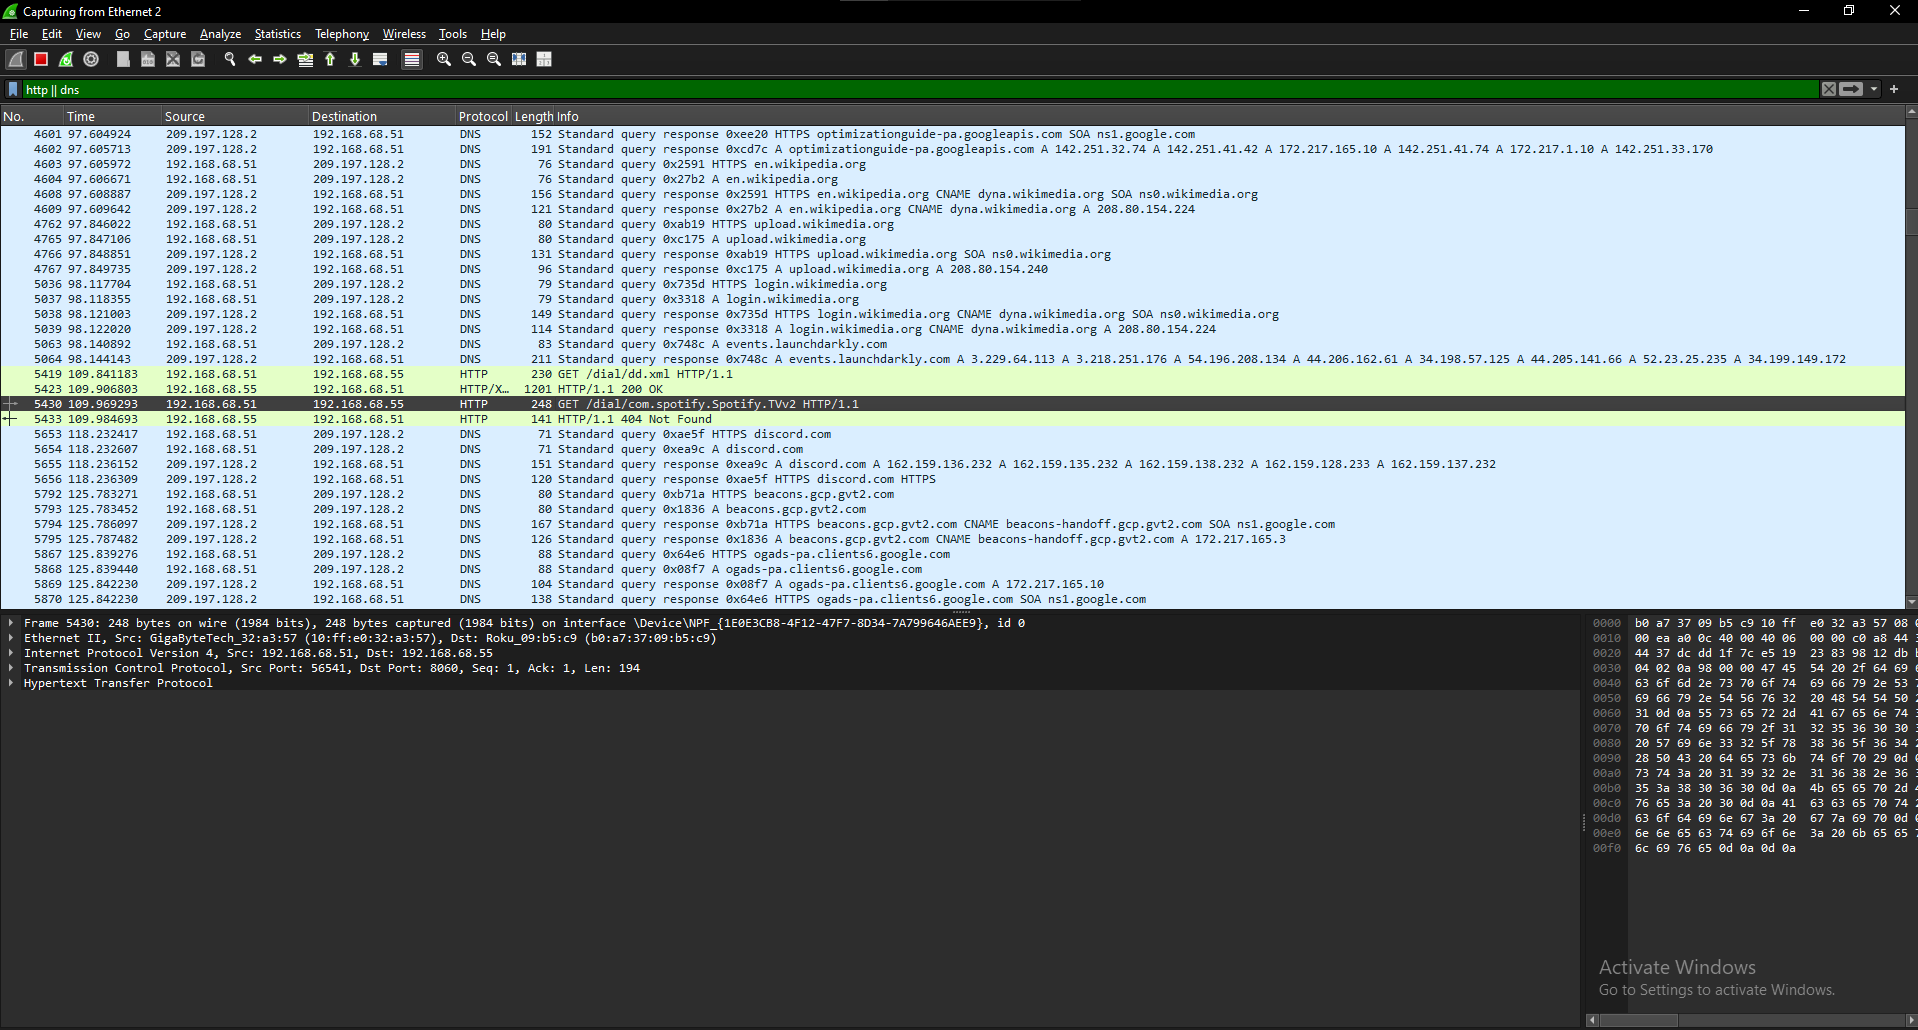 Capturing from Ethernet 2
File Edit View Go Capture Analyze Statistics Telephony Wireless Tools Help
http || dns
No. Time Source Destination Protocol Length Info
4601 97.604924 209.197.128.2 192.168.68.51 DNS 152 Standard query response 0xee20 HTTPS optimizationguide-pa.googleapis.com SOA ns1.google.com
4602 97.605713 209.197.128.2 192.168.68.51 DNS 191 Standard query response 0xcd7c A optimizationguide-pa.googleapis.com A 142.251.32.74 A 142.251.41.42 A 172.217.165.10 A 142.251.41.74 A 172.217.1.10 A 142.251.33.170
4603 97.605972 192.168.68.51 209.197.128.2 DNS 76 Standard query 0x2591 HTTPS en.wikipedia.org
4604 97.606671 192.168.68.51 209.197.128.2 DNS 76 Standard query 0x27b2 A en.wikipedia.org
4608 97.608887 209.197.128.2 192.168.68.51 DNS 156 Standard query response 0x2591 HTTPS en.wikipedia.org CNAME dyna.wikimedia.org SOA ns0.wikimedia.org
4609 97.609642 209.197.128.2 192.168.68.51 DNS 121 Standard query response 0x27b2 A en.wikipedia.org CNAME dyna.wikimedia.org A 208.80.154.224
4762 97.846022 192.168.68.51 209.197.128.2 DNS 80 Standard query 0xab19 HTTPS upload.wikimedia.org
4765 97.847106 192.168.68.51 209.197.128.2 DNS 80 Standard query 0xc175 A upload.wikimedia.org
4766 97.848851 209.197.128.2 192.168.68.51 DNS 131 Standard query response 0xab19 HTTPS upload.wikimedia.org SOA ns0.wikimedia.org
4767 97.849735 209.197.128.2 192.168.68.51 DNS 96 Standard query response 0xc175 A upload.wikimedia.org A 208.80.154.240
5036 98.117704 192.168.68.51 209.197.128.2 DNS 79 Standard query 0x735d HTTPS login.wikimedia.org
5037 98.118355 192.168.68.51 209.197.128.2 DNS 79 Standard query 0x3318 A login.wikimedia.org
5038 98.121003 209.197.128.2 192.168.68.51 DNS 149 Standard query response 0x735d HTTPS login.wikimedia.org CNAME dyna.wikimedia.org SOA ns0.wikimedia.org
5039 98.122020 209.197.128.2 192.168.68.51 DNS 114 Standard query response 0x3318 A login.wikimedia.org CNAME dyna.wikimedia.org A 208.80.154.224
5063 98.140892 192.168.68.51 209.197.128.2 DNS 83 Standard query 0x748c A events.launchdarkly.com
5064 98.144143 209.197.128.2 192.168.68.51 DNS 211 Standard query response 0x748c A events.launchdarkly.com A 3.229.64.113 A 3.218.251.176 A 54.196.208.134 A 44.206.162.61 A 34.198.57.125 A 44.205.141.66 A 52.23.25.235 A 34.199.149.172
5419 109.841183 192.168.68.51 192.168.68.55 HTTP 230 GET /dial/dd.xml HTTP/1.1
5423 109.906803 192.168.68.55 192.168.68.51 HTTP/X… 1201 HTTP/1.1 200 OK
5430 109.969293 192.168.68.51 192.168.68.55 HTTP 248 GET /dial/com.spotify.Spotify.TVv2 HTTP/1.1
5433 109.984693 192.168.68.55 192.168.68.51 HTTP 141 HTTP/1.1 404 Not Found
5653 118.232417 192.168.68.51 209.197.128.2 DNS 71 Standard query 0xae5f HTTPS discord.com
5654 118.232607 192.168.68.51 209.197.128.2 DNS 71 Standard query 0xea9c A discord.com
5655 118.236152 209.197.128.2 192.168.68.51 DNS 151 Standard query response 0xea9c A discord.com A 162.159.136.232 A 162.159.135.232 A 162.159.138.232 A 162.159.128.233 A 162.159.137.232
5656 118.236309 209.197.128.2 192.168.68.51 DNS 120 Standard query response 0xae5f HTTPS discord.com HTTPS
5792 125.783271 192.168.68.51 209.197.128.2 DNS 80 Standard query 0xb71a HTTPS beacons.gcp.gvt2.com
5793 125.783452 192.168.68.51 209.197.128.2 DNS 80 Standard query 0x1836 A beacons.gcp.gvt2.com
5794 125.786097 209.197.128.2 192.168.68.51 DNS 167 Standard query response 0xb71a HTTPS beacons.gcp.gvt2.com CNAME beacons-handoff.gcp.gvt2.com SOA ns1.google.com
5795 125.787482 209.197.128.2 192.168.68.51 DNS 126 Standard query response 0x1836 A beacons.gcp.gvt2.com CNAME beacons-handoff.gcp.gvt2.com A 172.217.165.3
5867 125.839276 192.168.68.51 209.197.128.2 DNS 88 Standard query 0x64e6 HTTPS ogads-pa.clients6.google.com
5868 125.839440 192.168.68.51 209.197.128.2 DNS 88 Standard query 0x08f7 A ogads-pa.clients6.google.com
5869 125.842230 209.197.128.2 192.168.68.51 DNS 104 Standard query response 0x08f7 A ogads-pa.clients6.google.com A 172.217.165.10
5870 125.842230 209.197.128.2 192.168.68.51 DNS 138 Standard query response 0x64e6 HTTPS ogads-pa.clients6.google.com SOA ns1.google.com
Frame 5430: 248 bytes on wire (1984 bits), 248 bytes captured (1984 bits) on interface \Device\NPF_{1E0E3CB8-4F12-47F7-8D34-7A799646AEE9}, id 0
Ethernet II, Src: GigaByteTech_32:a3:57 (10:ff:e0:32:a3:57), Dst: Roku_09:b5:c9 (b0:a7:37:09:b5:c9)
Internet Protocol Version 4, Src: 192.168.68.51, Dst: 192.168.68.55
Transmission Control Protocol, Src Port: 56541, Dst Port: 8060, Seq: 1, Ack: 1, Len: 194
Hypertext Transfer Protocol
0000 b0 a7 37 09 b5 c9 10 ff e0 32 a3 57 08
0010 00 ea a0 0c 40 00 40 06 00 00 c0 a8 44
0020 44 37 dc dd 1f 7c e5 19 23 83 98 12 db
0030 04 02 0a 98 00 00 47 45 54 20 2f 64 69
0040 63 6f 6d 2e 73 70 6f 74 69 66 79 2e 53
0050 69 66 79 2e 54 56 76 32 20 48 54 54 50
0060 31 0d 0a 55 73 65 72 2d 41 67 65 6e 74
0070 70 6f 74 69 66 79 2f 31 32 35 36 30 30
0080 20 57 69 6e 33 32 5f 78 38 36 5f 36 34
0090 28 50 43 20 64 65 73 6b 74 6f 70 29 0d
00a0 73 74 3a 20 31 39 32 2e 31 36 38 2e 36
00b0 35 3a 38 30 36 30 0d 0a 4b 65 65 70 2d
00c0 76 65 3a 20 30 0d 0a 41 63 63 65 70 74
00d0 63 6f 64 69 6e 67 3a 20 67 7a 69 70 0d
00e0 6e 6e 65 63 74 69 6f 6e 3a 20 6b 65 65
00f0 6c 69 76 65 0d 0a 0d 0a
Activate Windows
Go to Settings to activate Windows.